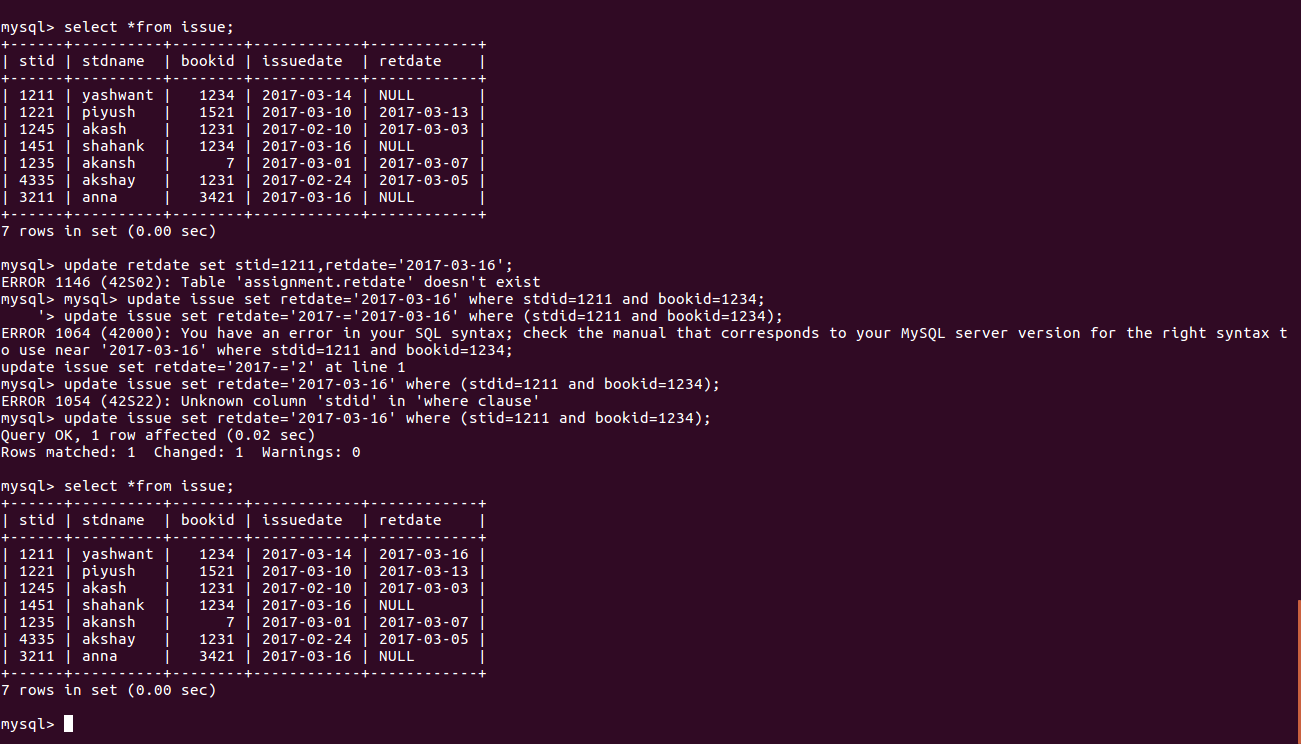 mysql> select *from issue;
+------+----------+--------+------------+------------+
| stid | stdname  | bookid | issuedate  | retdate    |
+------+----------+--------+------------+------------+
| 1211 | yashwant |   1234 | 2017-03-14 | NULL       |
| 1221 | piyush   |   1521 | 2017-03-10 | 2017-03-13 |
| 1245 | akash    |   1231 | 2017-02-10 | 2017-03-03 |
| 1451 | shahank  |   1234 | 2017-03-16 | NULL       |
| 1235 | akansh   |      7 | 2017-03-01 | 2017-03-07 |
| 4335 | akshay   |   1231 | 2017-02-24 | 2017-03-05 |
| 3211 | anna     |   3421 | 2017-03-16 | NULL       |
+------+----------+--------+------------+------------+
7 rows in set (0.00 sec)

mysql> update retdate set stid=1211,retdate='2017-03-16';
ERROR 1146 (42S02): Table 'assignment.retdate' doesn't exist
mysql> mysql> update issue set retdate='2017-03-16' where stdid=1211 and bookid=1234;
    '> update issue set retdate='2017-='2017-03-16' where (stdid=1211 and bookid=1234);
ERROR 1064 (42000): You have an error in your SQL syntax; check the manual that corresponds to your MySQL server version for the right syntax t
o use near '2017-03-16' where stdid=1211 and bookid=1234;
update issue set retdate='2017-='2' at line 1
mysql> update issue set retdate='2017-03-16' where (stdid=1211 and bookid=1234);
ERROR 1054 (42S22): Unknown column 'stdid' in 'where clause'
mysql> update issue set retdate='2017-03-16' where (stid=1211 and bookid=1234);
Query OK, 1 row affected (0.02 sec)
Rows matched: 1  Changed: 1  Warnings: 0

mysql> select *from issue;
+------+----------+--------+------------+------------+
| stid | stdname  | bookid | issuedate  | retdate    |
+------+----------+--------+------------+------------+
| 1211 | yashwant |   1234 | 2017-03-14 | 2017-03-16 |
| 1221 | piyush   |   1521 | 2017-03-10 | 2017-03-13 |
| 1245 | akash    |   1231 | 2017-02-10 | 2017-03-03 |
| 1451 | shahank  |   1234 | 2017-03-16 | NULL       |
| 1235 | akansh   |      7 | 2017-03-01 | 2017-03-07 |
| 4335 | akshay   |   1231 | 2017-02-24 | 2017-03-05 |
| 3211 | anna     |   3421 | 2017-03-16 | NULL       |
+------+----------+--------+------------+------------+
7 rows in set (0.00 sec)

mysql>